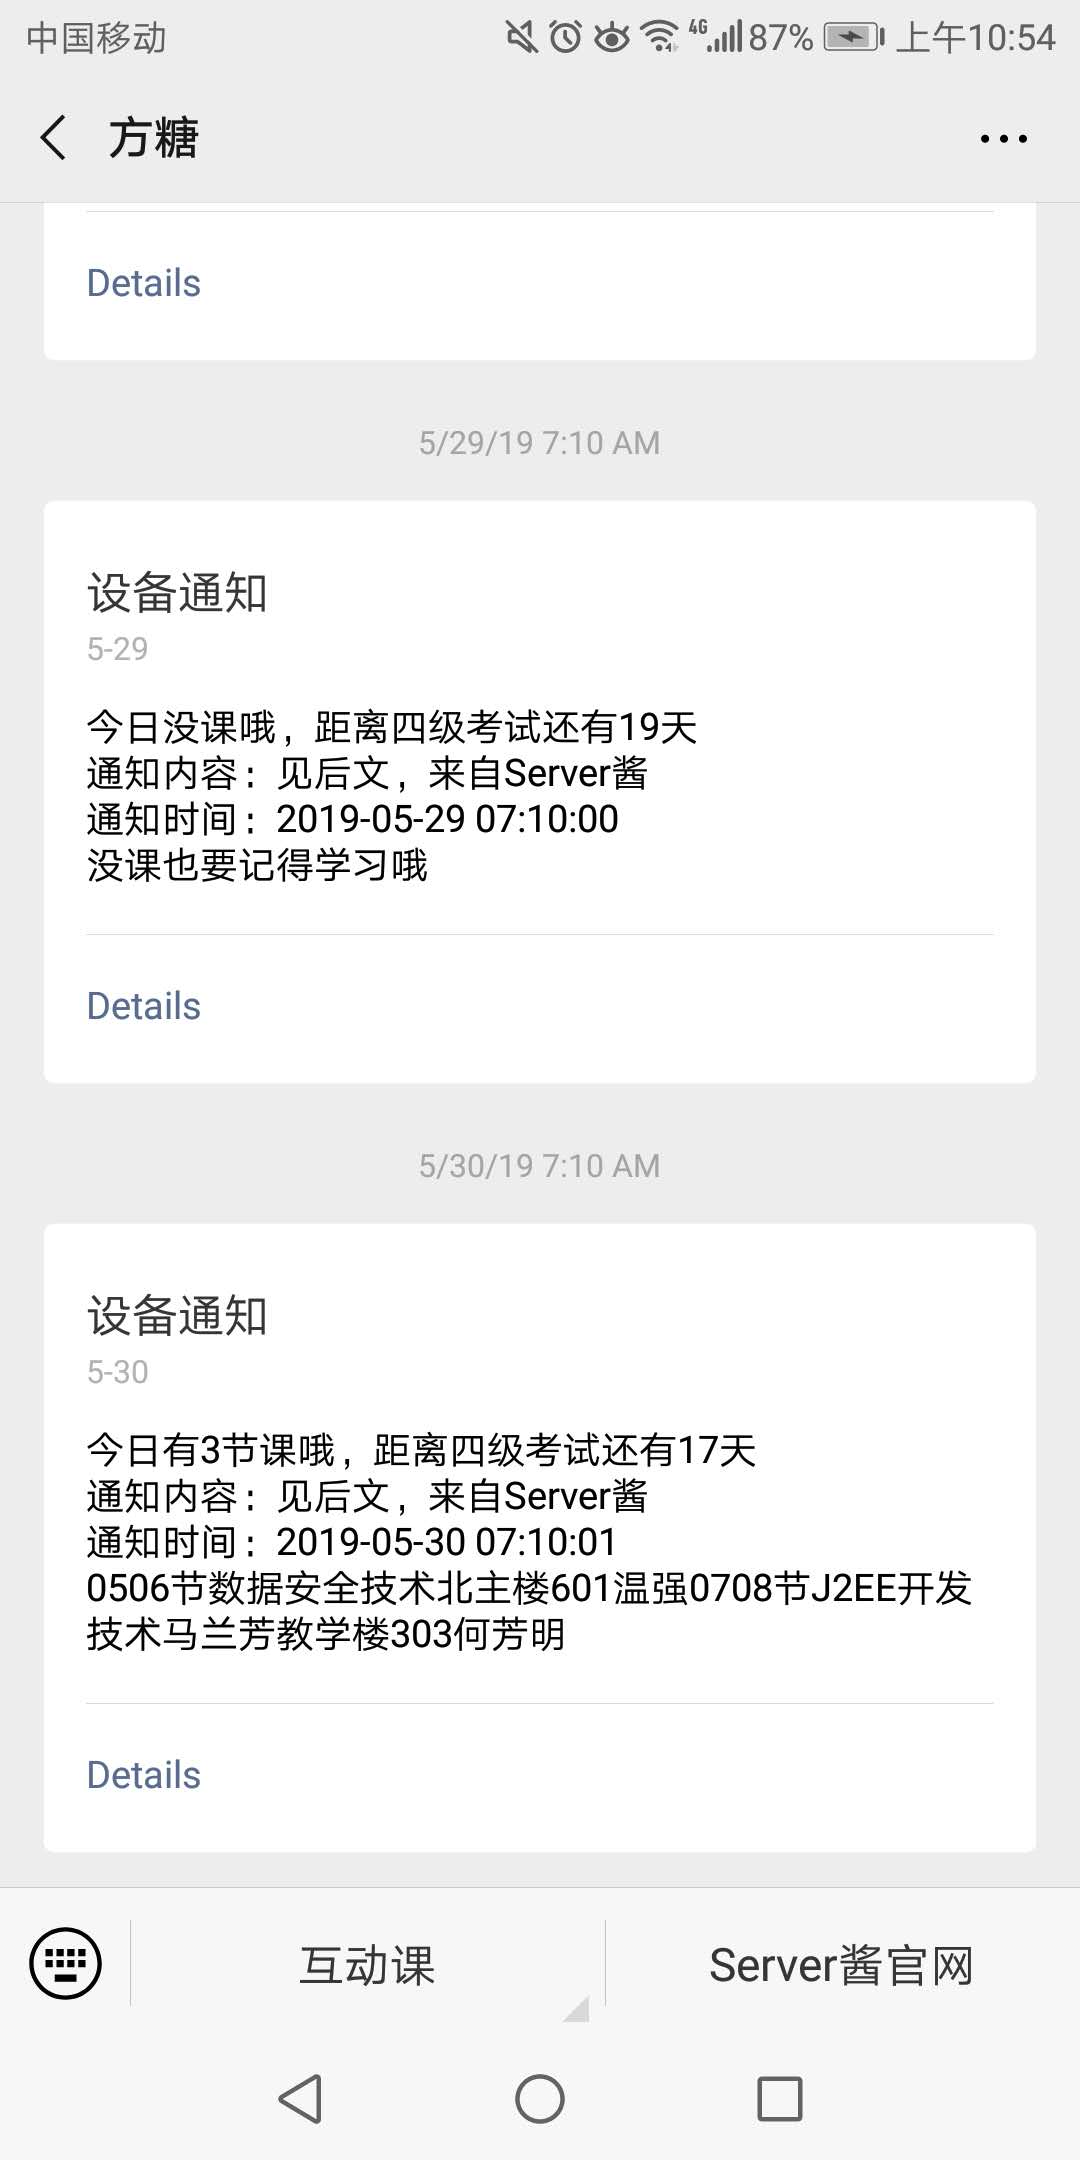 中国移动
4G 87% 上午10:54
方糖
Details
5/29/19 7:10 AM
设备通知
5-29
今日没课哦，距离四级考试还有19天
通知内容：见后文，来自Server酱
通知时间：2019-05-29 07:10:00
没课也要记得学习哦
Details
5/30/19 7:10 AM
设备通知
5-30
今日有3节课哦，距离四级考试还有17天
通知内容：见后文，来自Server酱
通知时间：2019-05-30 07:10:01
0506节数据安全技术北主楼601温强0708节J2EE开发
技术马兰芳教学楼303何芳明
Details
互动课
Server酱官网